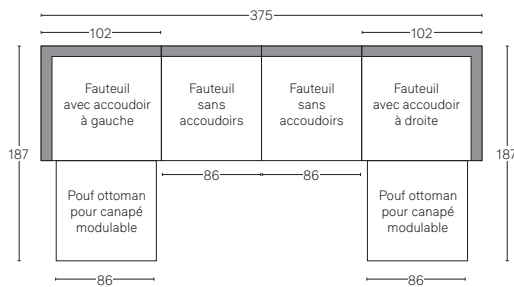 375
102
102
Fauteuil
avec accoudoir
à gauche
Fauteuil
sans
accoudoirs
Fauteuil
sans
accoudoirs
Fauteuil
avec accoudoir
à droite
187
187
86
86
Pouf ottoman
pour canapé
modulable
Pouf ottoman
pour canapé
modulable
86
86